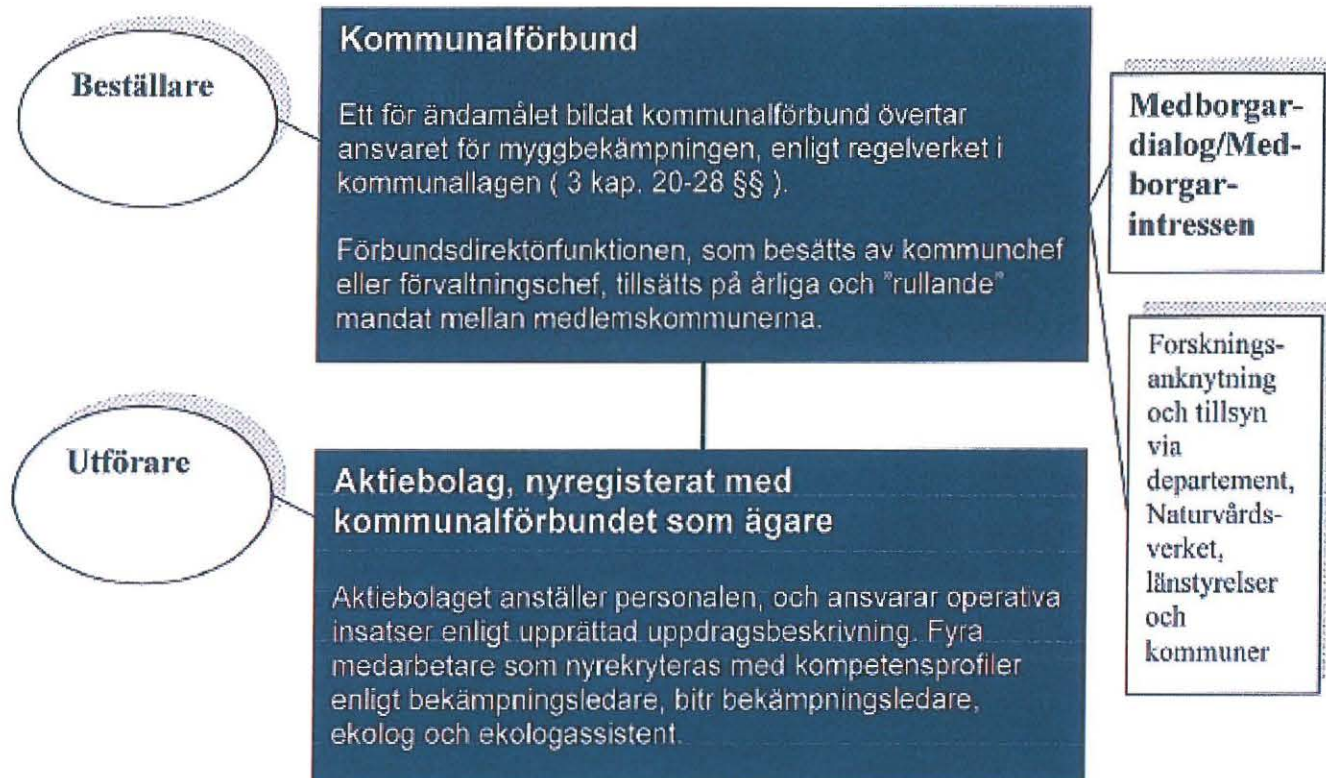 Beställare
Kommunalförbund
Ett för ändamålet bildat kommunalförbund övertar
ansvaret för myggbekämpningen, enligt regelverket i
kommunallagen ( 3 kap. 20-28 §§ ).
Förbundsdirektörfunktionen, som besätts av kommunchef
eller förvaltningschef, tillsätts på årliga och ”rullande”
mandat mellan medlemskommunerna.
Medborgar-
dialog/Med-
borgar-
intressen
Forsknings-
anknytning
och tillsyn
via
departement,
Naturvårds-
verket,
länstyrelser
och
kommuner
Utförare
Aktiebolag, nyregisterat med
kommunalförbundet som ägare
Aktiebolaget anställer personalen, och ansvarar operativa
insatser enligt upprättad uppdragsbeskrivning. Fyra
medarbetare som nyrekryteras med kompetensprofiler
enligt bekämpningsledare, bitr bekämpningsledare,
ekolog och ekologassistent.